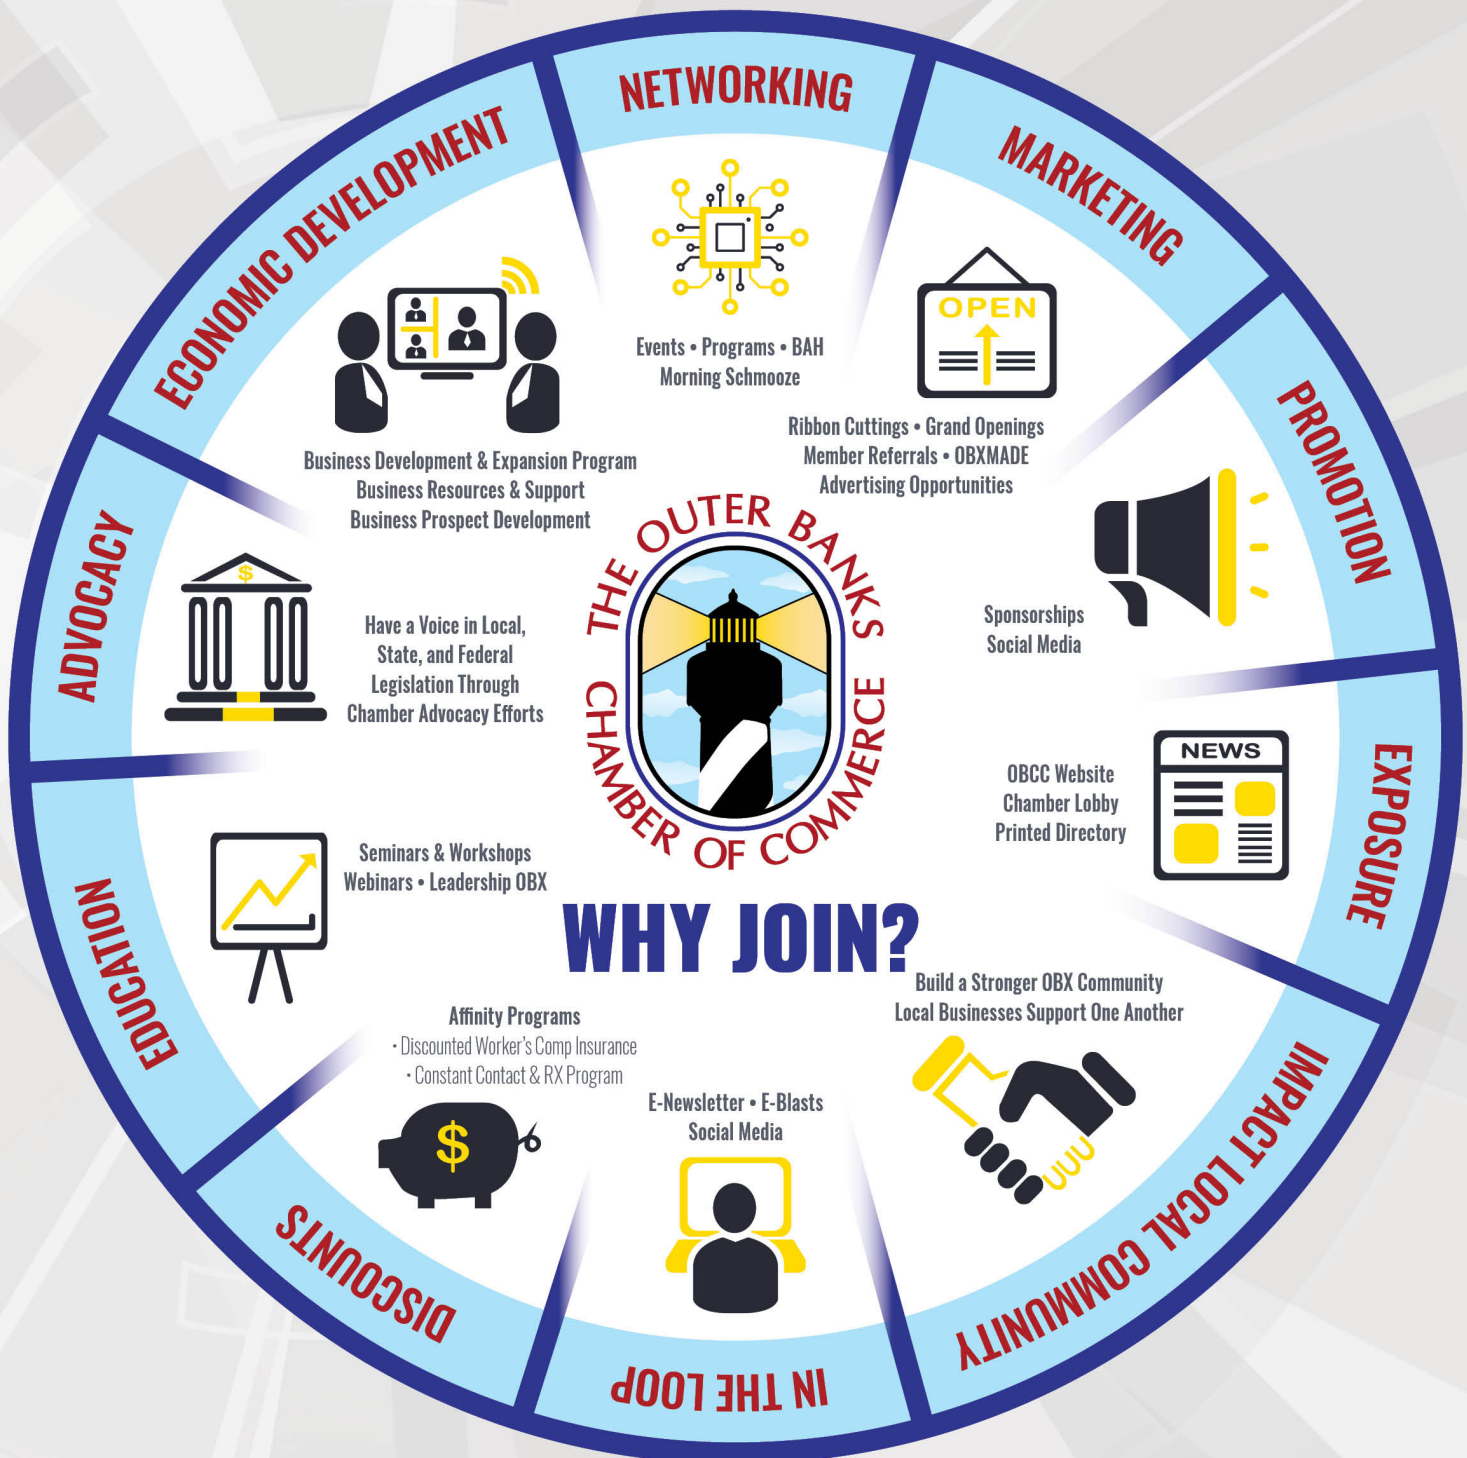 NETWORKING
Events • Programs • BAH
Morning Schmooze
MARKETING
OPEN
Ribbon Cuttings • Grand Openings
Member Referrals • OBXMADE
Advertising Opportunities
PROMOTION
Sponsorships
Social Media
EXPOSURE
NEWS
OBCC Website
Chamber Lobby
Printed Directory
IMPACT LOCAL COMMUNITY
Build a Stronger OBX Community
Local Businesses Support One Another
IN THE LOOP
E-Newsletter • E-Blasts
Social Media
DISCOUNTS
Affinity Programs
· Discounted Worker's Comp Insurance
· Constant Contact & RX Program
$
EDUCATION
Seminars & Workshops
Webinars • Leadership OBX
ADVOCACY
$
Have a Voice in Local,
State, and Federal
Legislation Through
Chamber Advocacy Efforts
ECONOMIC DEVELOPMENT
Business Development & Expansion Program
Business Resources & Support
Business Prospect Development
THE OUTER BANKS
CHAMBER OF COMMERCE
WHY JOIN?